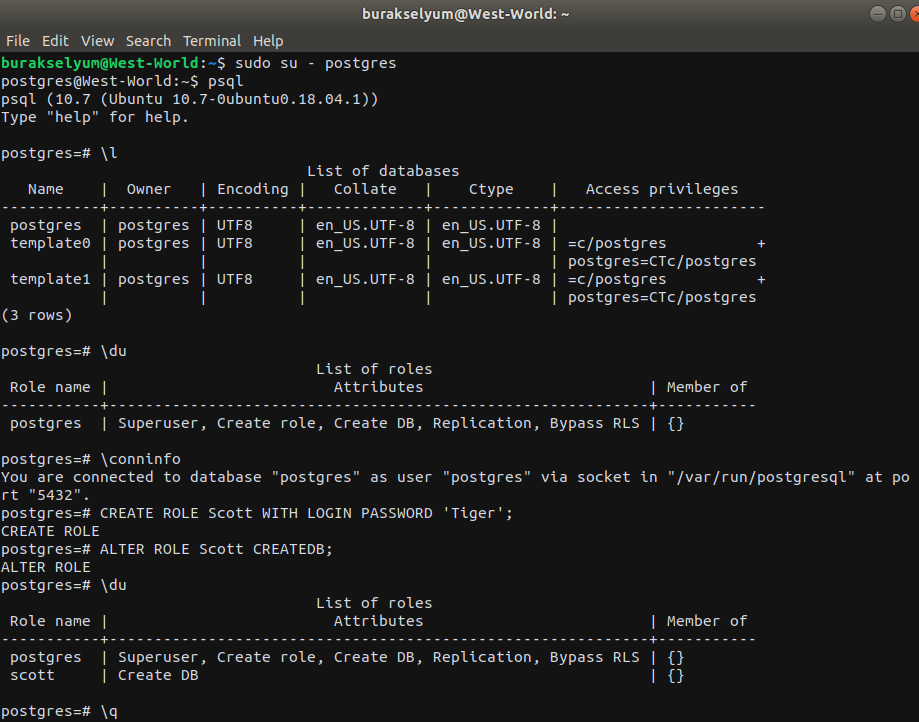 burakselyum@West-World: ~
File Edit View Search Terminal Help
burakselyum@West-World:~$ sudo su - postgres
postgres@West-World:~$ psql
psql (10.7 (Ubuntu 10.7-0ubuntu0.18.04.1))
Type "help" for help.

postgres=# \l
                                  List of databases
   Name    |  Owner   | Encoding |   Collate   |    Ctype    |   Access privileges
-----------+----------+----------+-------------+-------------+-----------------------
 postgres  | postgres | UTF8     | en_US.UTF-8 | en_US.UTF-8 |
 template0 | postgres | UTF8     | en_US.UTF-8 | en_US.UTF-8 | =c/postgres          +
           |          |          |             |             | postgres=CTc/postgres
 template1 | postgres | UTF8     | en_US.UTF-8 | en_US.UTF-8 | =c/postgres          +
           |          |          |             |             | postgres=CTc/postgres
(3 rows)

postgres=# \du
                                   List of roles
 Role name |                         Attributes                         | Member of
-----------+------------------------------------------------------------+-----------
 postgres  | Superuser, Create role, Create DB, Replication, Bypass RLS | {}

postgres=# \conninfo
You are connected to database "postgres" as user "postgres" via socket in "/var/run/postgresql" at po
rt "5432".
postgres=# CREATE ROLE Scott WITH LOGIN PASSWORD 'Tiger';
CREATE ROLE
postgres=# ALTER ROLE Scott CREATEDB;
ALTER ROLE
postgres=# \du
                                   List of roles
 Role name |                         Attributes                         | Member of
-----------+------------------------------------------------------------+-----------
 postgres  | Superuser, Create role, Create DB, Replication, Bypass RLS | {}
 scott     | Create DB                                                  | {}

postgres=# \q